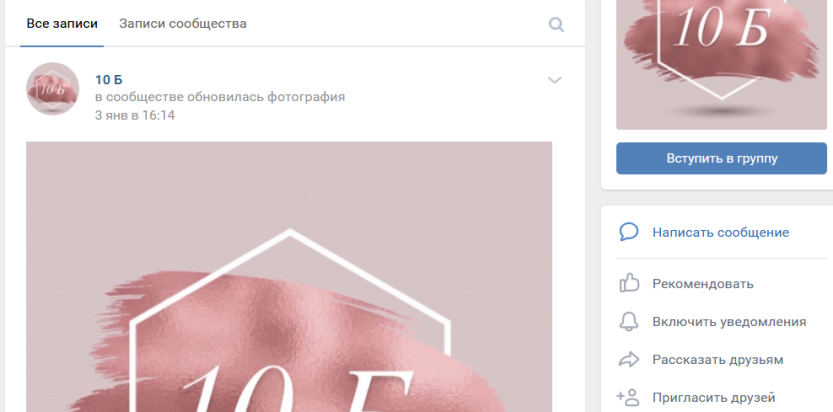 Все записи Записи сообщества
10 Б
10 Б
в сообществе обновилась фотография
3 янв в 16:14
10 Б
10 Б
Вступить в группу
Написать сообщение
Рекомендовать
Включить уведомления
Рассказать друзьям
Пригласить друзей